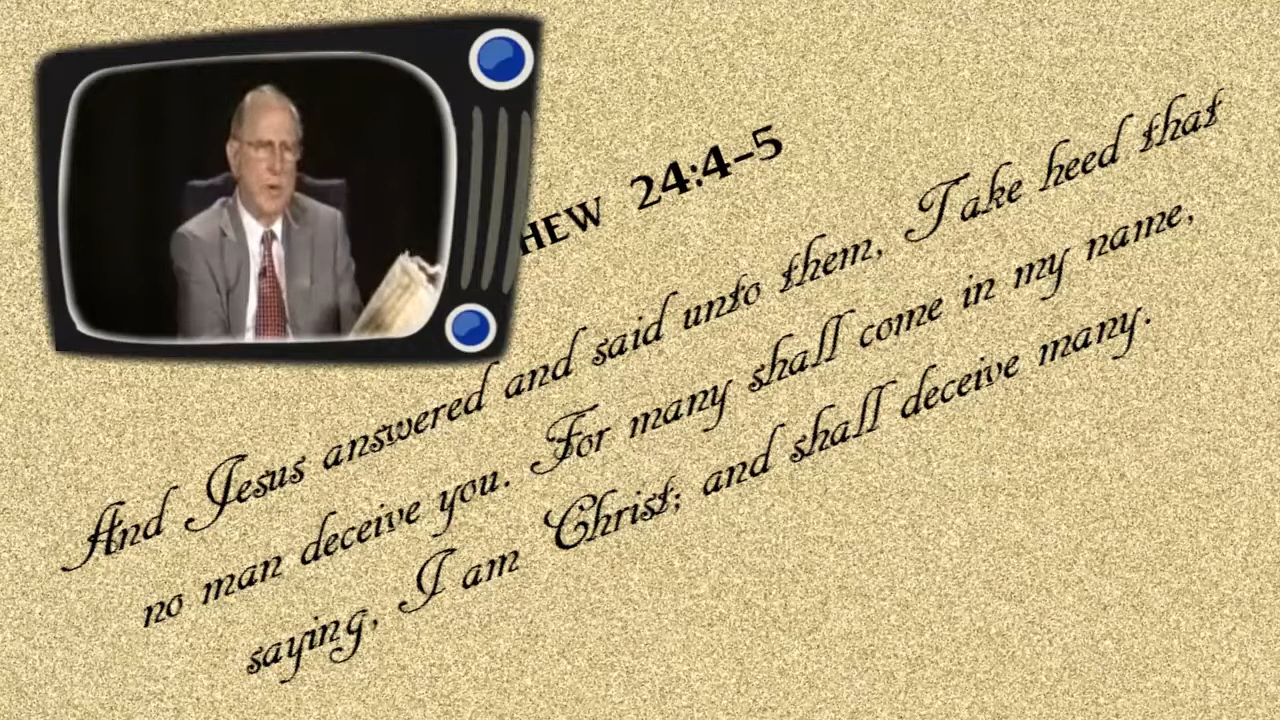 HEW 24:4-5
And Jesus answered and said unto them, Take heed that
no man deceive you. For many shall come in my name,
saying, I am Christ; and shall deceive many.